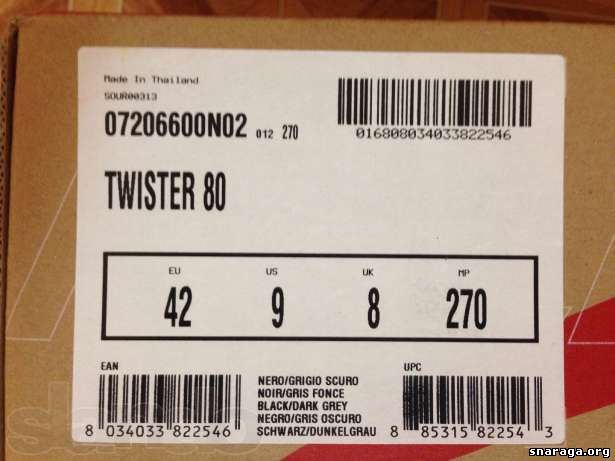 Made In Thailand
SOUR00313
07206600N02 012 270
016808034033822546
TWISTER 80
EU US UK MP
42 9 8 270
EAN
UPC
NERO/GRIGIO SCURO
NOIR/GRIS FONCE
BLACK/DARK GREY
NEGRO/GRIS OSCURO
SCHWARZ/DUNKELGRAU
8 034033 822546
8 85315 82254 3
snaraga.org